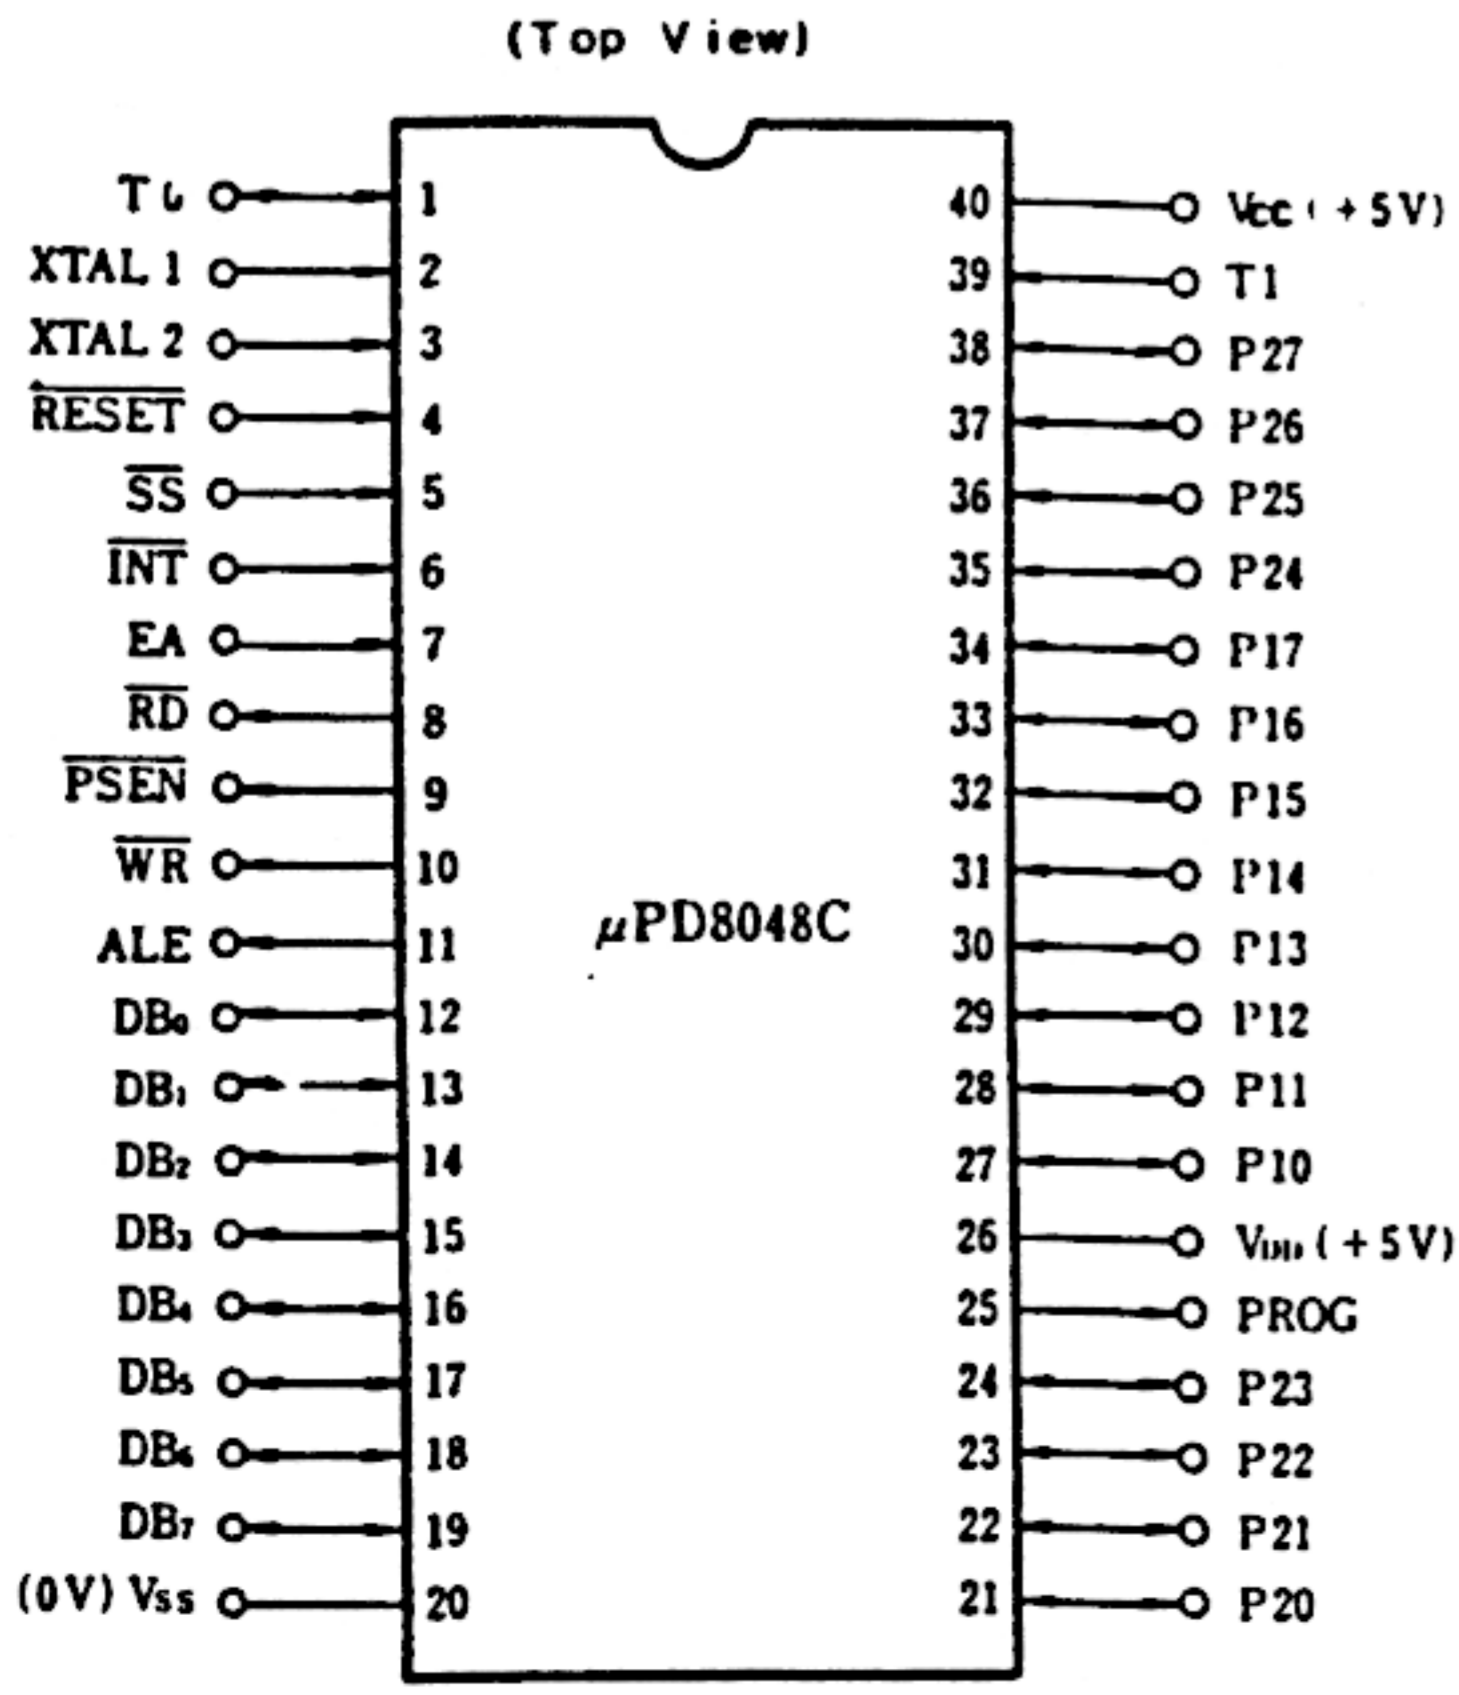 (Top View)
T0 1
XTAL 1 2
XTAL 2 3
RESET 4
SS 5
INT 6
EA 7
RD 8
PSEN 9
WR 10
ALE 11
DB0 12
DB1 13
DB2 14
DB3 15
DB4 16
DB5 17
DB6 18
DB7 19
(0V) VSS 20
μPD8048C
40 VCC (+5V)
39 T1
38 P27
37 P26
36 P25
35 P24
34 P17
33 P16
32 P15
31 P14
30 P13
29 P12
28 P11
27 P10
26 VDD (+5V)
25 PROG
24 P23
23 P22
22 P21
21 P20